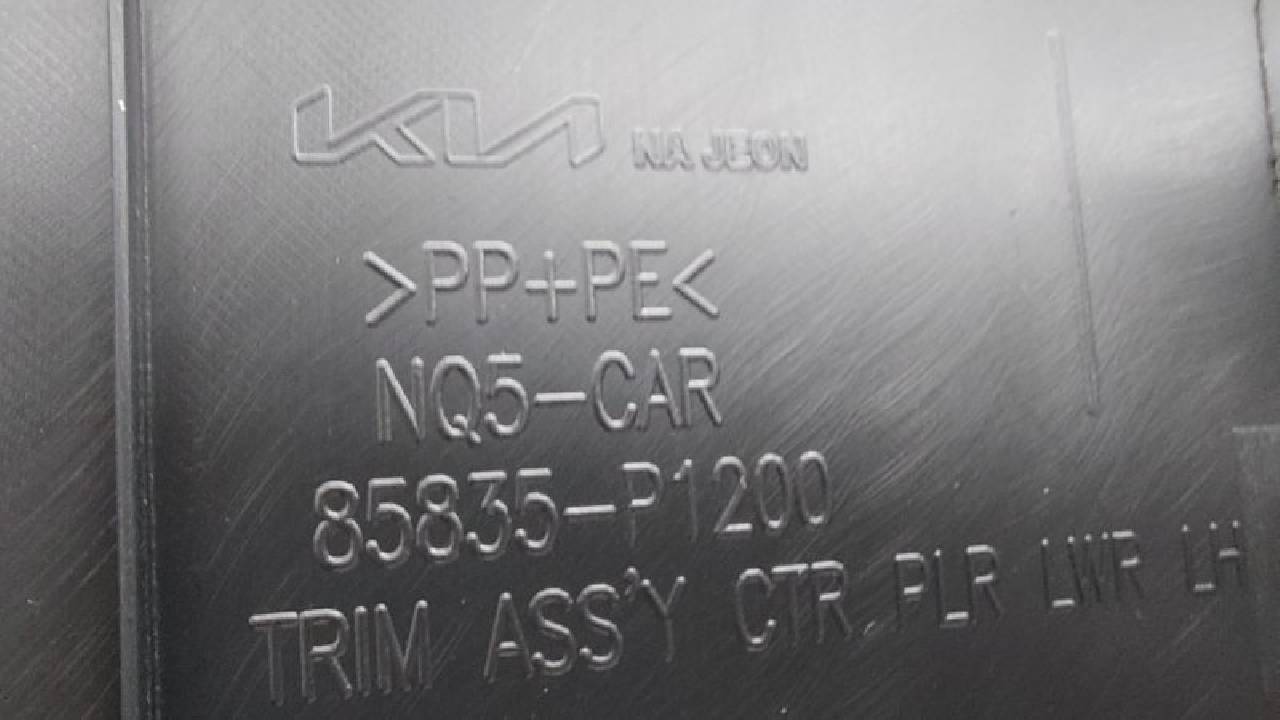 KIA NA JEON
>PP+PE<
NQ5-CAR
85835-P1200
TRIM ASS'Y CTR PLR LWR LH